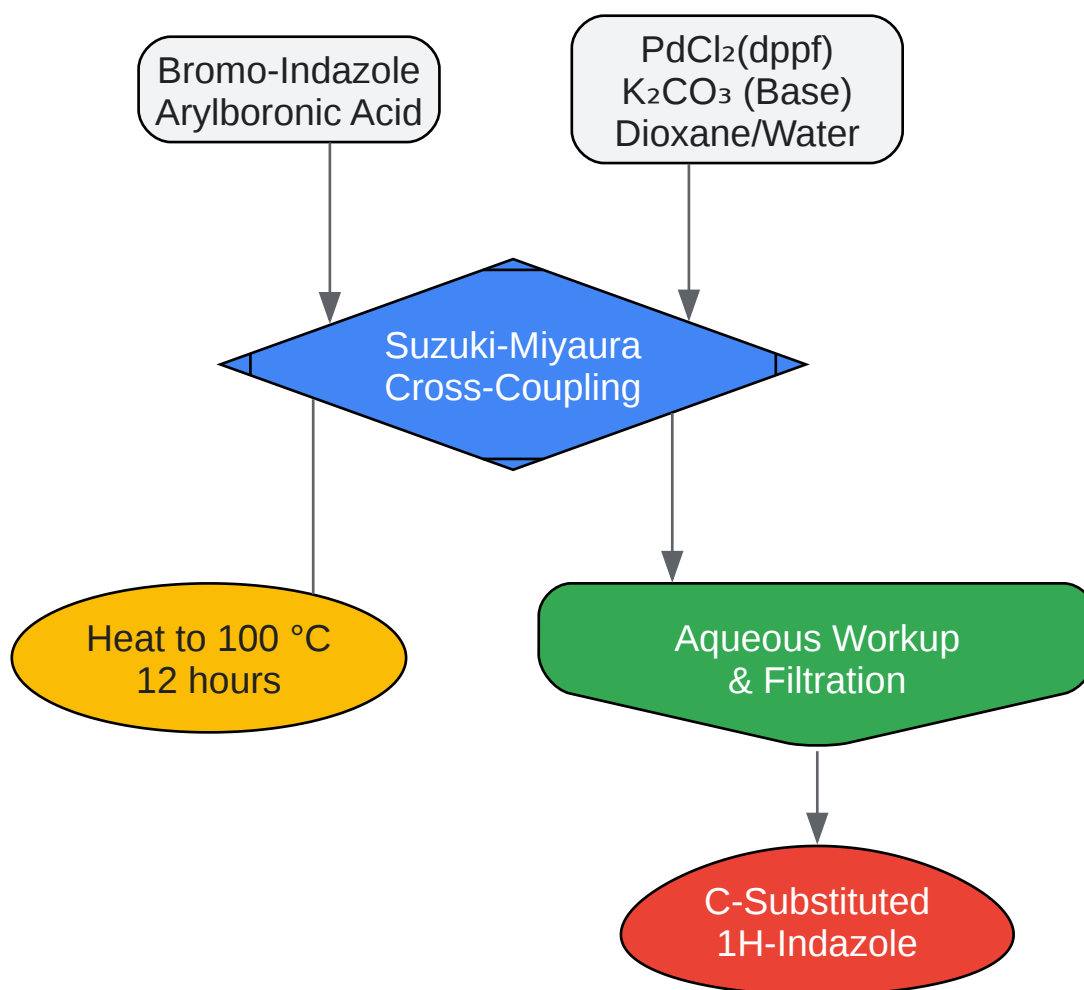 Bromo-Indazole
Arylboronic Acid
PdCl₂(dppf)
K₂CO₃ (Base)
Dioxane/Water
Suzuki-Miyaura
Cross-Coupling
Heat to 100 °C
12 hours
Aqueous Workup
& Filtration
C-Substituted
1H-Indazole